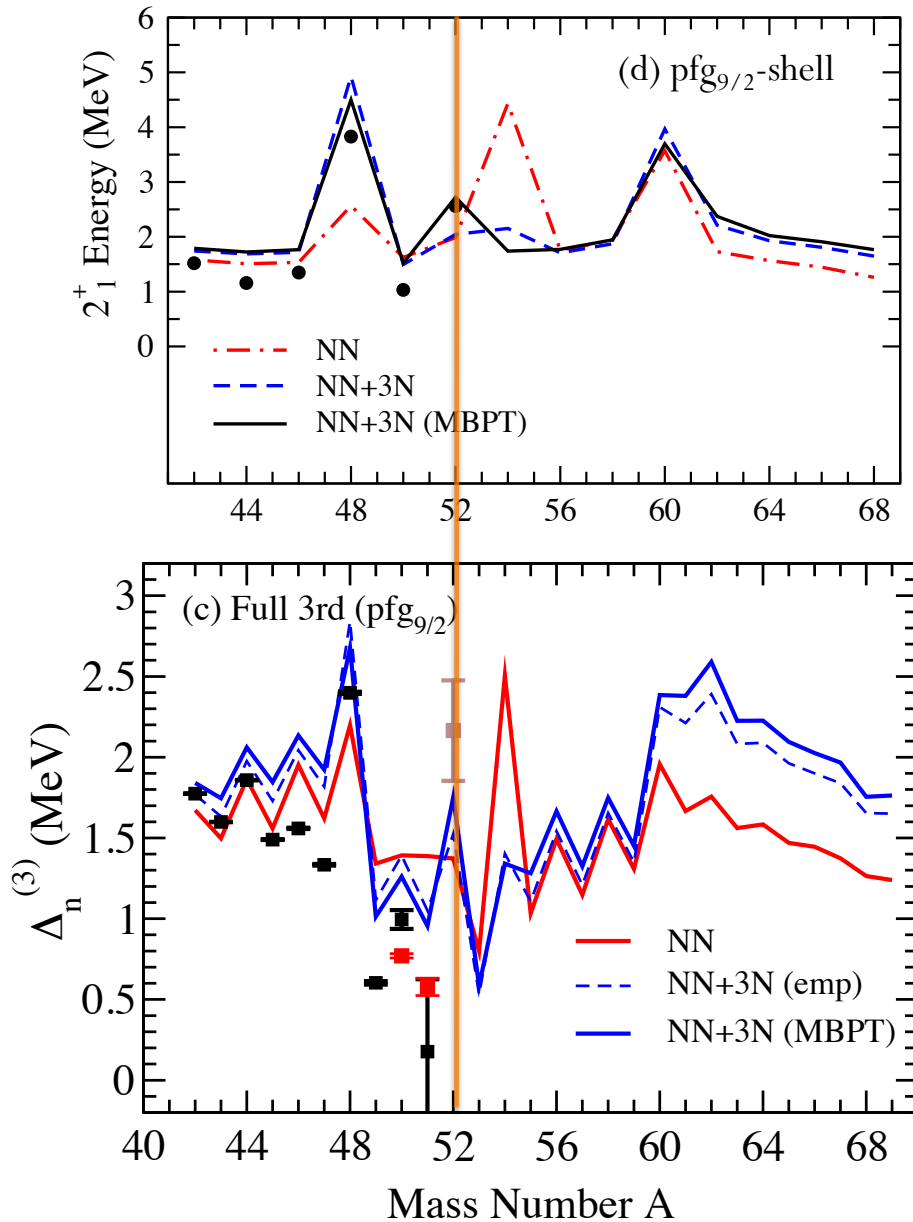 6
5
4
3
2
1
0
2₁⁺ Energy (MeV)
(d) pfg9/2-shell
NN
NN+3N
NN+3N (MBPT)
44 48 52 56 60 64 68
3
2.5
2
1.5
1
0.5
0
Δn(3) (MeV)
(c) Full 3rd (pfg9/2)
NN
NN+3N (emp)
NN+3N (MBPT)
40 44 48 52 56 60 64 68
Mass Number A